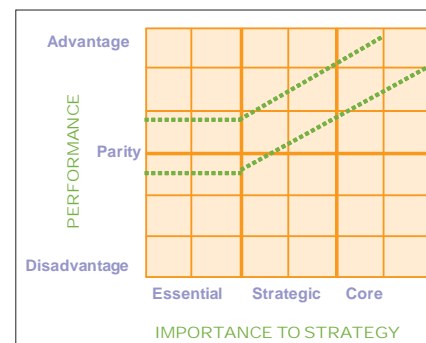 Advantage
PERFORMANCE
Parity
Disadvantage
Essential Strategic Core
IMPORTANCE TO STRATEGY